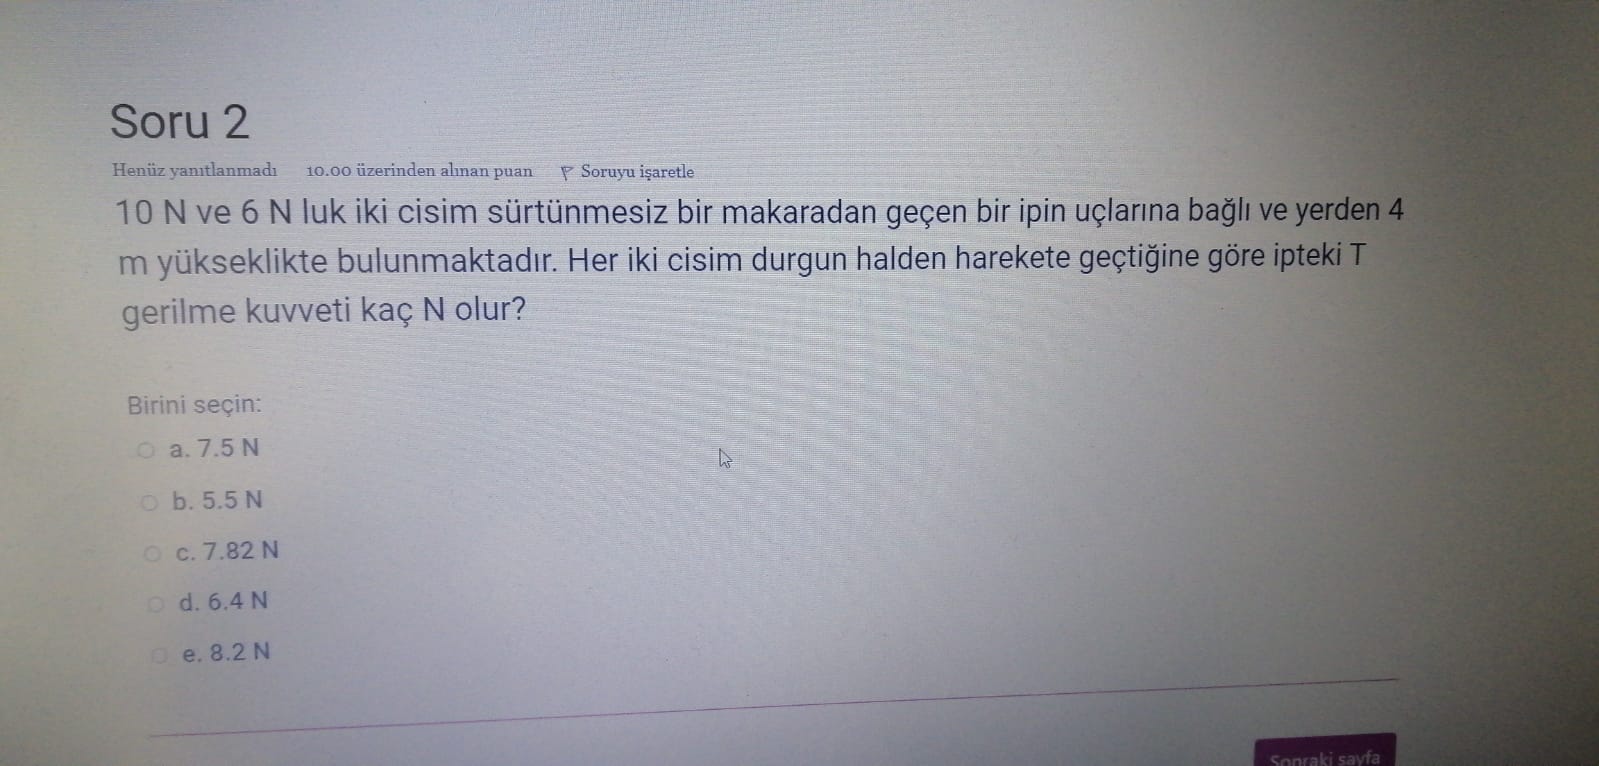 Soru 2
Henüz yanıtlanmadı 10.00 üzerinden alınan puan Soruyu işaretle
10 N ve 6 N luk iki cisim sürtünmesiz bir makaradan geçen bir ipin uçlarına bağlı ve yerden 4
m yükseklikte bulunmaktadır. Her iki cisim durgun halden harekete geçtiğine göre ipteki T
gerilme kuvveti kaç N olur?
Birini seçin:
a. 7.5 N
b. 5.5 N
c. 7.82 N
d. 6.4 N
e. 8.2 N
Sonraki sayfa